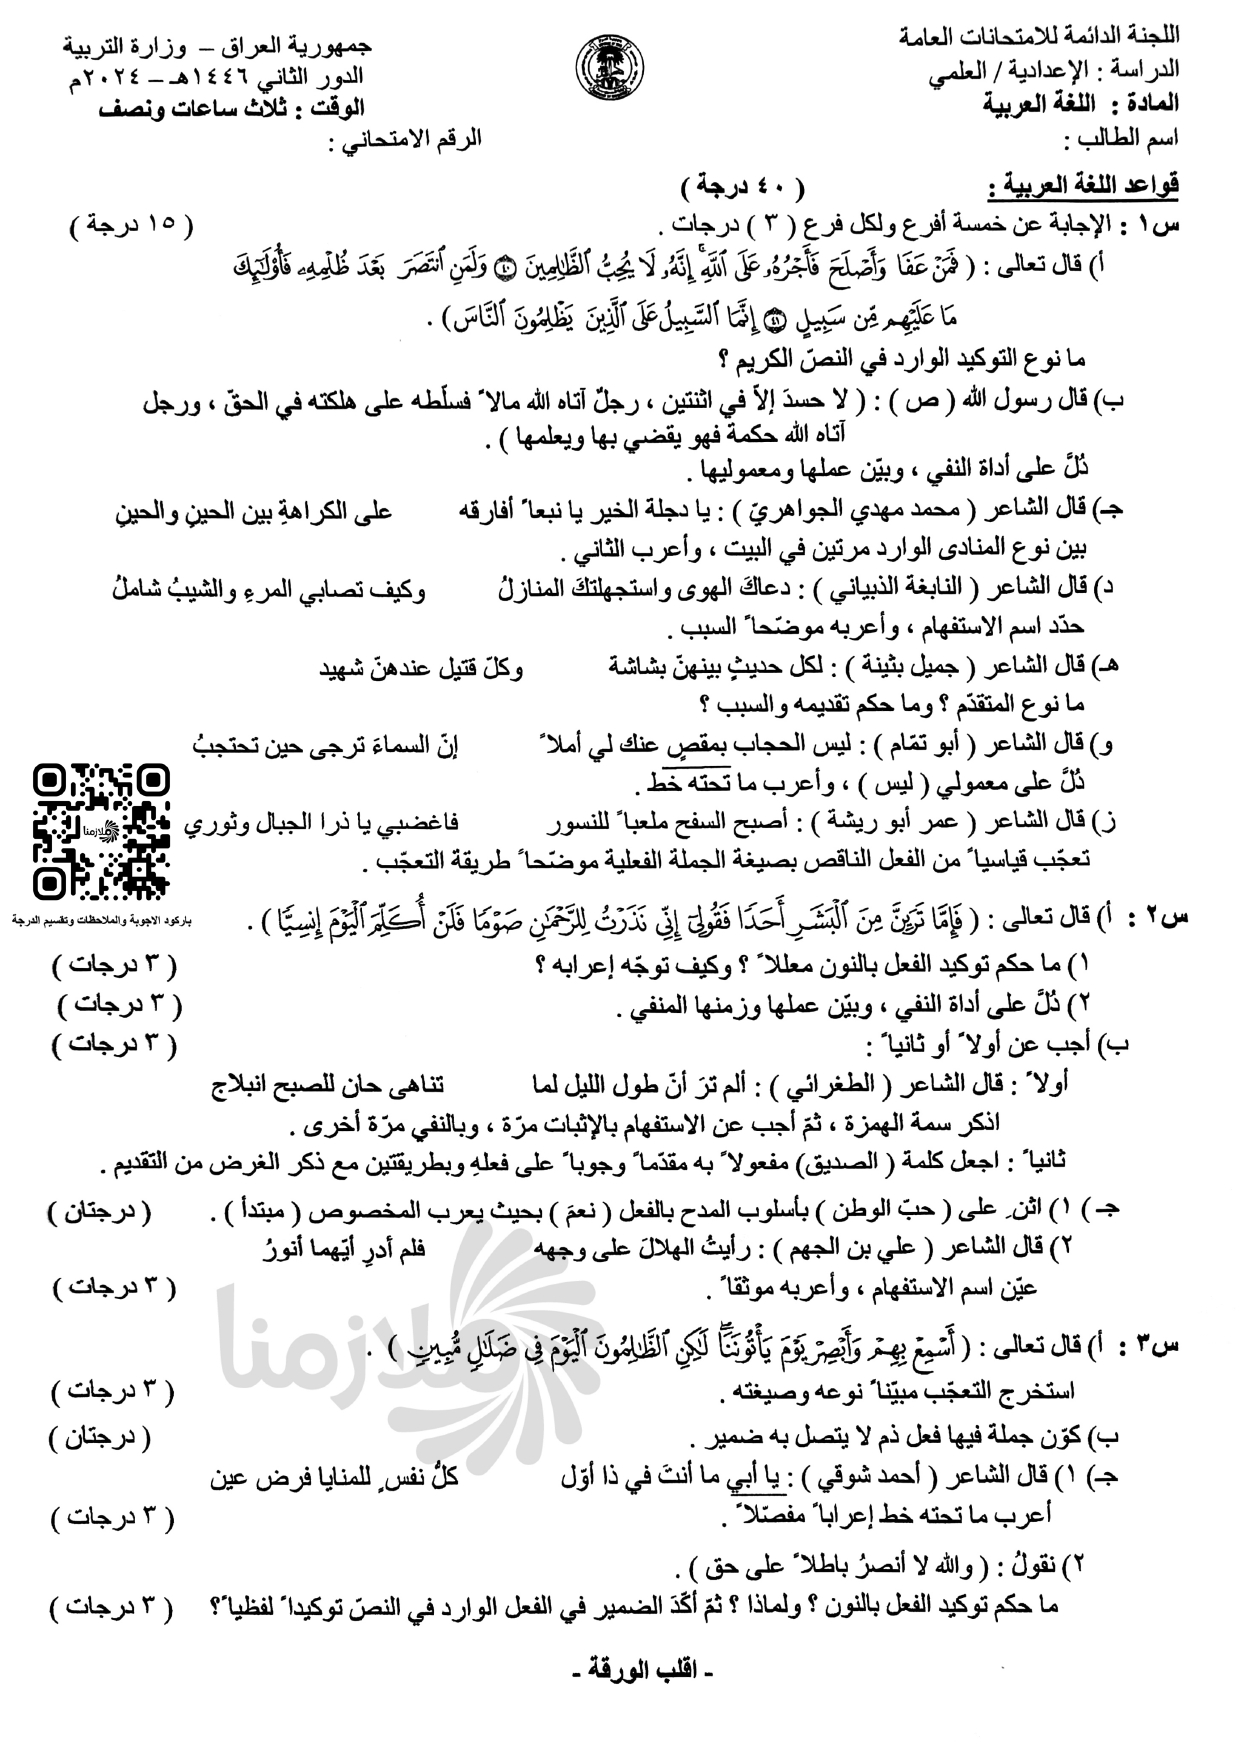 اللجنة الدائمة للامتحانات العامة
جمهورية العراق – وزارة التربية
الدراسة : الإعدادية / العلمي
الدور الثاني ١٤٤٦هـ – ٢٠٢٤م
المادة : اللغة العربية
الوقت : ثلاث ساعات ونصف
اسم الطالب :
الرقم الامتحاني :
قواعد اللغة العربية : ( ٤٠ درجة )
س١ : الإجابة عن خمسة أفرع ولكل فرع ( ٣ ) درجات . ( ١٥ درجة )
أ) قال تعالى : ( فَمَنْ عَفَا وَأَصْلَحَ فَأَجْرُهُ عَلَى اللَّهِ ۚ إِنَّهُ لَا يُحِبُّ الظَّالِمِينَ ٤٠ وَلَمَنِ انْتَصَرَ بَعْدَ ظُلْمِهِ فَأُولَٰئِكَ
مَا عَلَيْهِمْ مِنْ سَبِيلٍ ٤١ إِنَّمَا السَّبِيلُ عَلَى الَّذِينَ يَظْلِمُونَ النَّاسَ ) .
ما نوع التوكيد الوارد في النصّ الكريم ؟
ب) قال رسول الله ( ص ) : ( لا حسدَ إلاّ في اثنتين ، رجلٌ آتاه الله مالاً فسلّطه على هلكته في الحقّ ، ورجل
آتاه الله حكمة فهو يقضي بها ويعلمها ) .
دُلَّ على أداة النفي ، وبيّن عملها ومعموليها .
جـ) قال الشاعر ( محمد مهدي الجواهريّ ) : يا دجلة الخير يا نبعاً أفارقه على الكراهةِ بين الحينِ والحينِ
بين نوع المنادى الوارد مرتين في البيت ، وأعرب الثاني .
د) قال الشاعر ( النابغة الذبياني ) : دعاكَ الهوى واستجهلتكَ المنازلُ وكيف تصابي المرءِ والشيبُ شاملُ
حدّد اسم الاستفهام ، وأعربه موضّحاً السبب .
هـ) قال الشاعر ( جميل بثينة ) : لكل حديثٍ بينهنّ بشاشة وكلّ قتيل عندهنّ شهيد
ما نوع المتقدّم ؟ وما حكم تقديمه والسبب ؟
و) قال الشاعر ( أبو تمّام ) : ليس الحجاب بمقصٍ عنك لي أملاً إنّ السماءَ ترجى حين تحتجبُ
دُلَّ على معمولي ( ليس ) ، وأعرب ما تحته خط .
ز) قال الشاعر ( عمر أبو ريشة ) : أصبح السفح ملعباً للنسور فاغضبي يا ذرا الجبال وثوري
تعجّب قياسياً من الفعل الناقص بصيغة الجملة الفعلية موضّحاً طريقة التعجّب .
ملازمنا
باركود الاجوبة والملاحظات وتقسيم الدرجة
س٢ : أ) قال تعالى : ( فَإِمَّا تَرَيِنَّ مِنَ الْبَشَرِ أَحَدًا فَقُولِي إِنِّي نَذَرْتُ لِلرَّحْمَٰنِ صَوْمًا فَلَنْ أُكَلِّمَ الْيَوْمَ إِنْسِيًّا ) .
١) ما حكم توكيد الفعل بالنون معللاً ؟ وكيف توجّه إعرابه ؟ ( ٣ درجات )
٢) دُلَّ على أداة النفي ، وبيّن عملها وزمنها المنفي . ( ٣ درجات )
ب) أجب عن أولاً أو ثانياً : ( ٣ درجات )
أولاً : قال الشاعر ( الطغرائي ) : ألم ترَ أنّ طول الليل لما تناهى حان للصبح انبلاج
اذكر سمة الهمزة ، ثمّ أجب عن الاستفهام بالإثبات مرّة ، وبالنفي مرّة أخرى .
ثانياً : اجعل كلمة ( الصديق) مفعولاً به مقدّماً وجوباً على فعلهِ وبطريقتين مع ذكر الغرض من التقديم .
جـ ) ١) اثنِ على ( حبّ الوطن ) بأسلوب المدح بالفعل ( نعمَ ) بحيث يعرب المخصوص ( مبتدأ ) . ( درجتان )
٢) قال الشاعر ( علي بن الجهم ) : رأيتُ الهلالَ على وجهه فلم أدرِ أيّهما أنورُ
عيّن اسم الاستفهام ، وأعربه موثقاً . ( ٣ درجات )
ملازمنا
س٣ : أ) قال تعالى : ( أَسْمِعْ بِهِمْ وَأَبْصِرْ يَوْمَ يَأْتُونَنَا ۖ لَٰكِنِ الظَّالِمُونَ الْيَوْمَ فِي ضَلَالٍ مُبِينٍ ) .
استخرج التعجّب مبيّناً نوعه وصيغته . ( ٣ درجات )
ب) كوّن جملة فيها فعل ذم لا يتصل به ضمير . ( درجتان )
جـ) ١) قال الشاعر ( أحمد شوقي ) : يا أبي ما أنتَ في ذا أوّل كلُّ نفسٍ للمنايا فرض عين
أعرب ما تحته خط إعراباً مفصّلاً . ( ٣ درجات )
٢) نقولُ : ( والله لا أنصرُ باطلاً على حق ) .
ما حكم توكيد الفعل بالنون ؟ ولماذا ؟ ثمّ أكّدَ الضمير في الفعل الوارد في النصّ توكيداً لفظياً؟ ( ٣ درجات )
- اقلب الورقة -